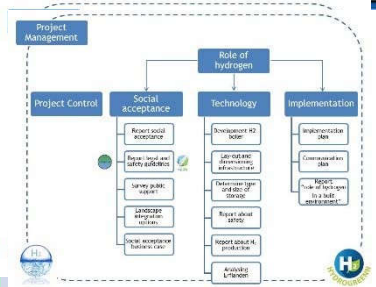 Project
Management
Role of
hydrogen
Project Control
Social
acceptance
Technology
Implementation
Report social
acceptance
Report legal and
safety guidelines
Survey public
support
Landscape
integration
options
Social acceptance
business case
Development H2
boiler
Lay-out and
dimensioning
infrastructure
Determine type
and size of
storage
Report about
safety
Report about H₂
production
Analysing
Implementation
plan
Communication
plan
Report
"role of hydrogen
in a built
environment"
H₂
H₂
HYDROGREENN